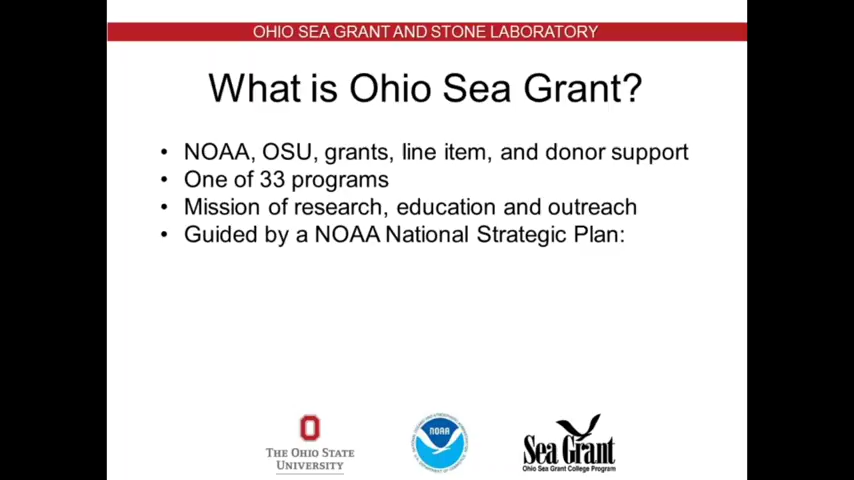 OHIO SEA GRANT AND STONE LABORATORY
What is Ohio Sea Grant?
• NOAA, OSU, grants, line item, and donor support
• One of 33 programs
• Mission of research, education and outreach
• Guided by a NOAA National Strategic Plan:
THE OHIO STATE
UNIVERSITY
NOAA
Sea Grant
Ohio Sea Grant College Program